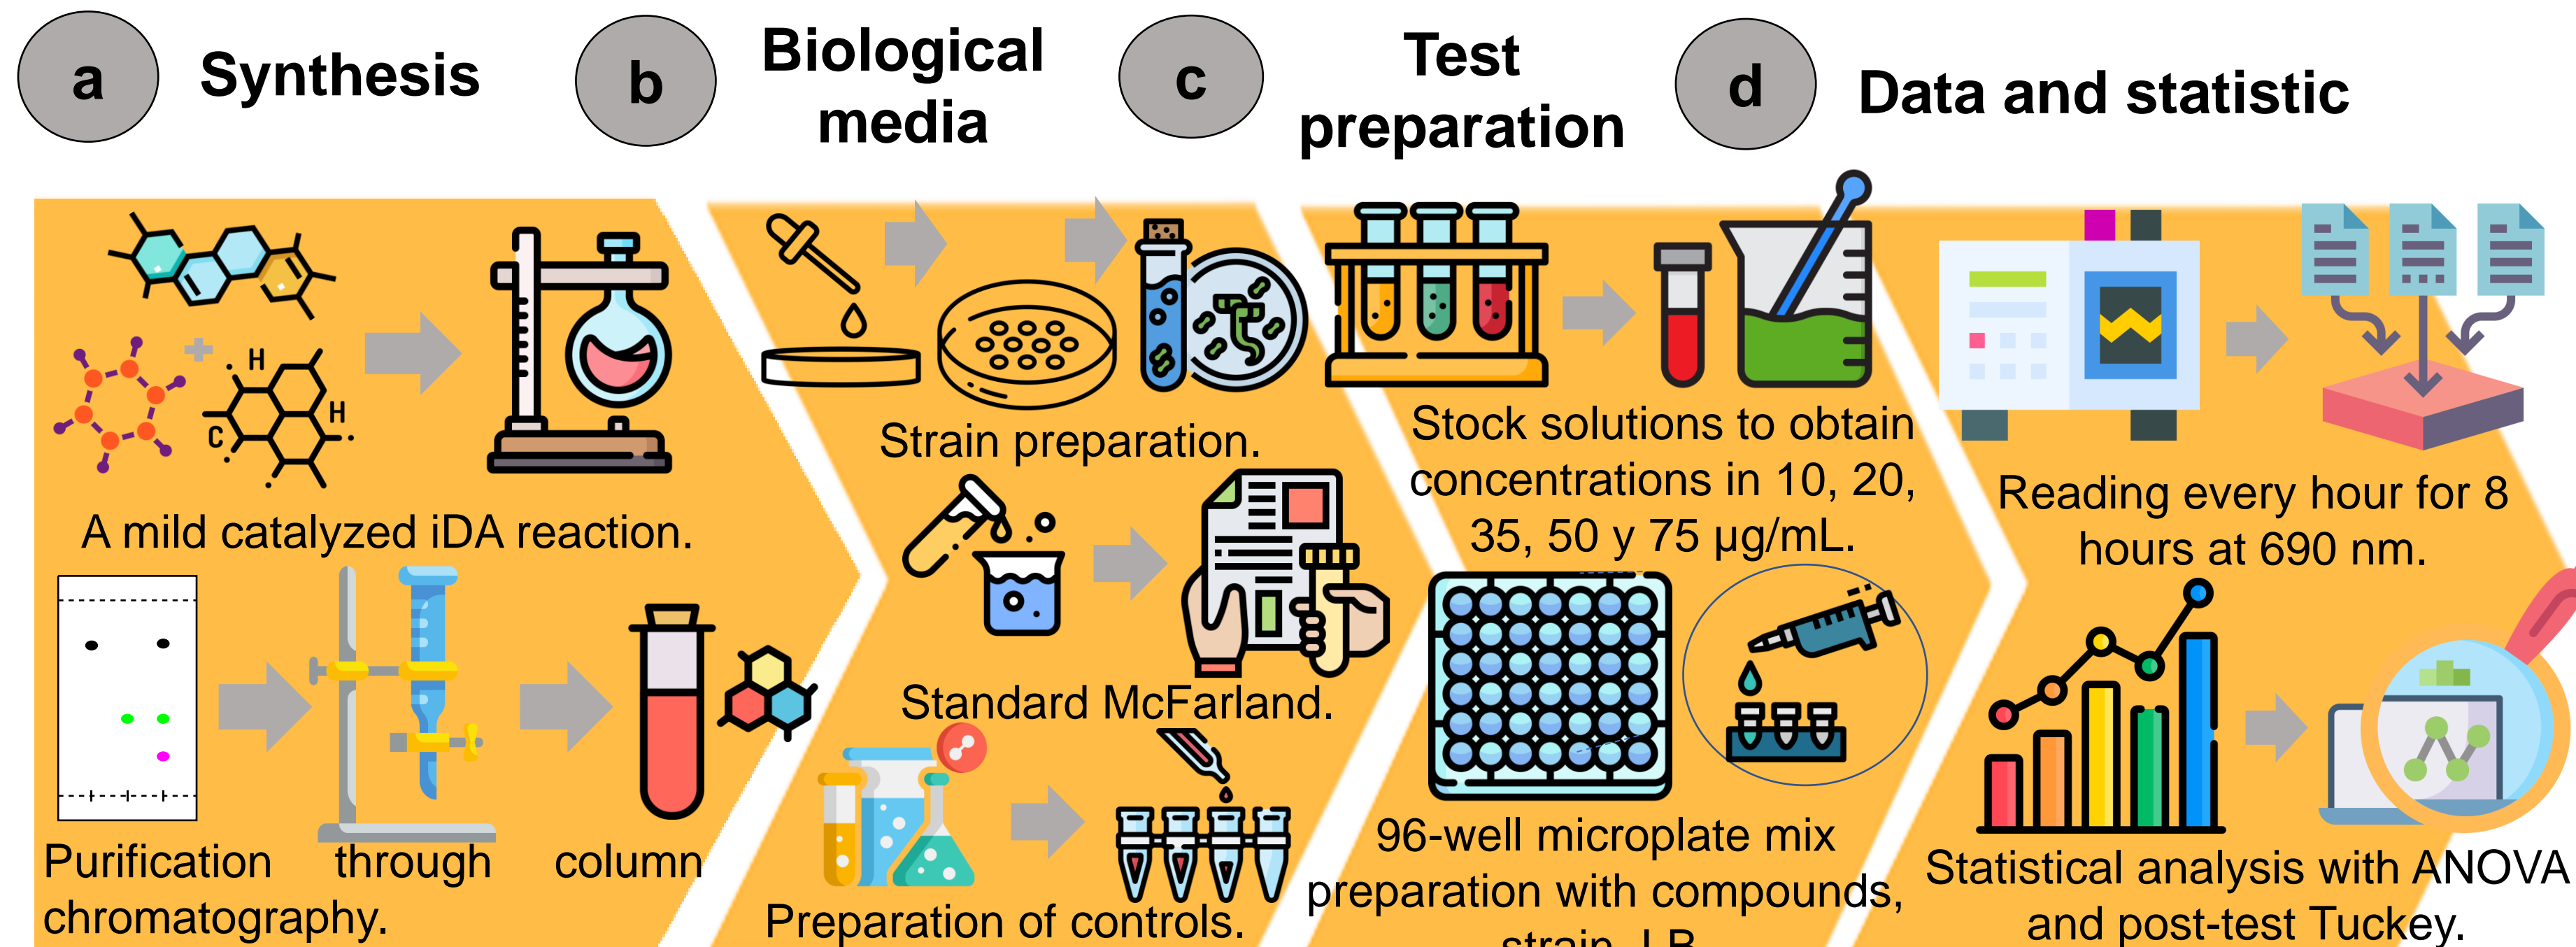 a
Synthesis
b
Biological
media
c
Test
preparation
d
Data and statistic
H
H
C
A mild catalyzed iDA reaction.
Purification through column
chromatography.
Strain preparation.
Standard McFarland.
Preparation of controls.
Stock solutions to obtain
concentrations in 10, 20,
35, 50 y 75 µg/mL.
96-well microplate mix
preparation with compounds,
strain, LB
Reading every hour for 8
hours at 690 nm.
Statistical analysis with ANOVA
and post-test Tuckey.